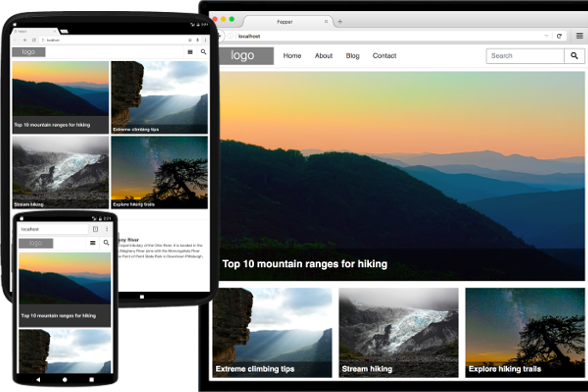 localhost
logo
Top 10 mountain ranges for hiking
Extreme climbing tips
Stream hiking
Explore hiking trails
localhost
logo
Top 10 mountain ranges for hiking
Pepper
localhost
logo
Home
About
Blog
Contact
Search
Top 10 mountain ranges for hiking
Extreme climbing tips
Stream hiking
Explore hiking trails